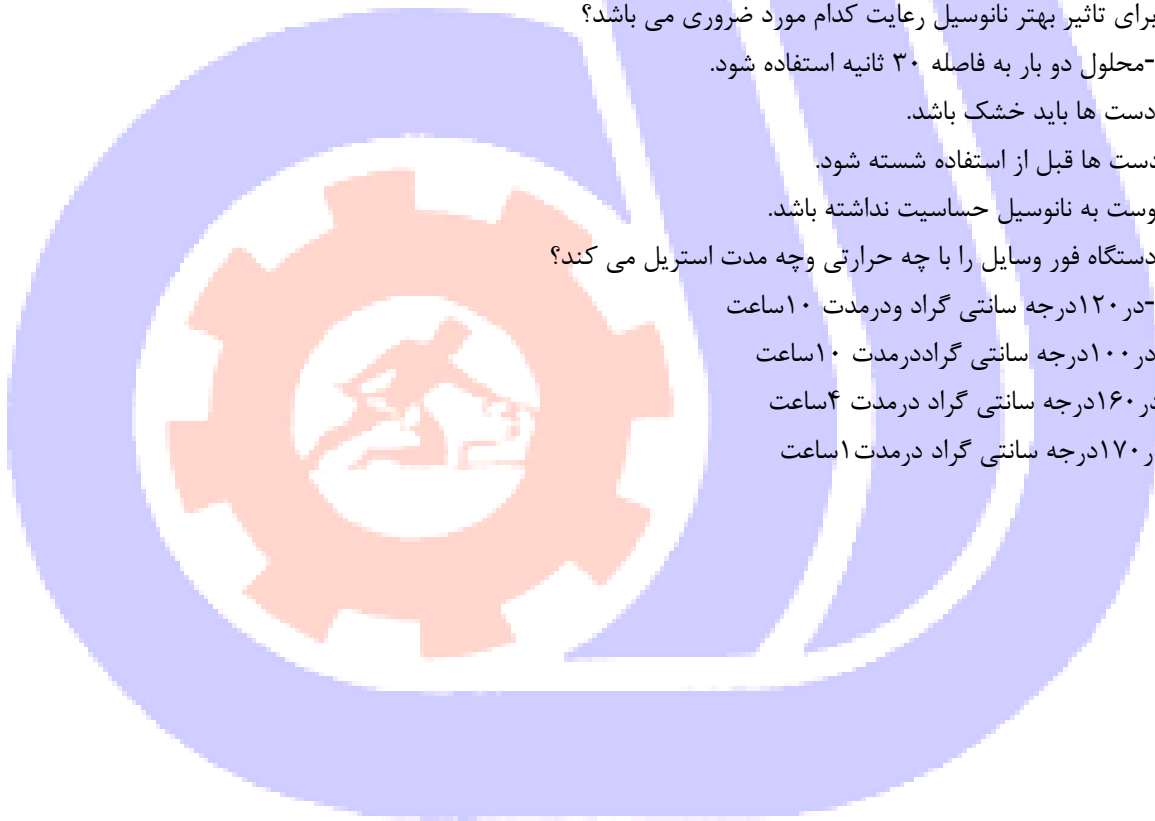 برای تاثیر بهتر نانوسیل رعایت کدام مورد ضروری می باشد؟
-محلول دو بار به فاصله ۳۰ ثانیه استفاده شود.
دست ها باید خشک باشد.
دست ها قبل از استفاده شسته شود.
وست به نانوسیل حساسیت نداشته باشد.
دستگاه فور وسایل را با چه حرارتی وچه مدت استریل می کند؟
-در۱۲۰درجه سانتی گراد ودرمدت ۱۰ساعت
در۱۰۰درجه سانتی گراددرمدت ۱۰ساعت
در۱۶۰درجه سانتی گراد درمدت ۴ساعت
ر۱۷۰درجه سانتی گراد درمدت۱ساعت